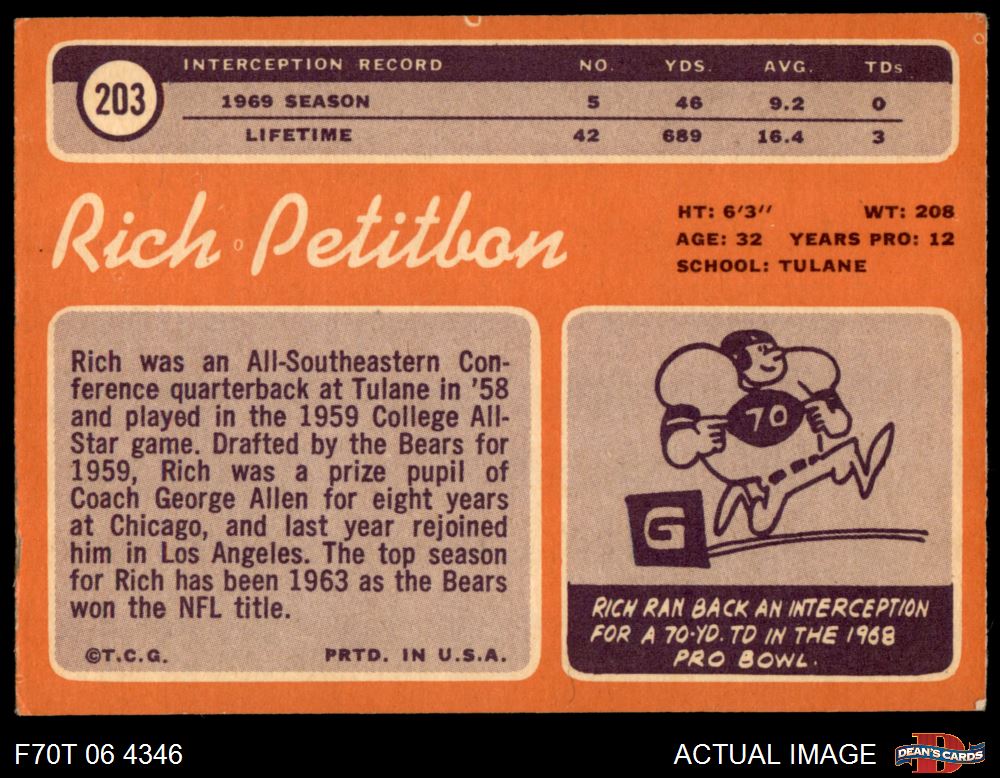 203
INTERCEPTION RECORD NO. YDS. AVG. TDs
1969 SEASON 5 46 9.2 0
LIFETIME 42 689 16.4 3
Rich Petitbon
HT: 6'3" WT: 208
AGE: 32 YEARS PRO: 12
SCHOOL: TULANE
Rich was an All-Southeastern Con-
ference quarterback at Tulane in '58
and played in the 1959 College All-
Star game. Drafted by the Bears for
1959, Rich was a prize pupil of
Coach George Allen for eight years
at Chicago, and last year rejoined
him in Los Angeles. The top season
for Rich has been 1963 as the Bears
won the NFL title.
©T.C.G. PRTD. IN U.S.A.
70
G
RICH RAN BACK AN INTERCEPTION
FOR A 70-YD. TD IN THE 1968
PRO BOWL.
F70T 06 4346 ACTUAL IMAGE
D
DEAN'S CARDS